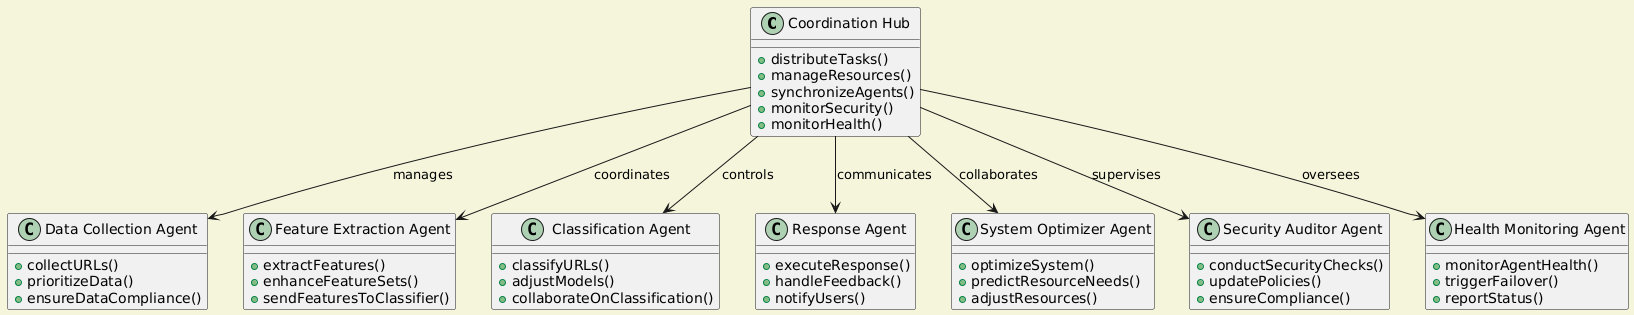 C Coordination Hub
distributeTasks()
manageResources()
synchronizeAgents()
monitorSecurity()
monitorHealth()
manages
coordinates
controls
communicates
collaborates
supervises
oversees
C Data Collection Agent
collectURLs()
prioritizeData()
ensureDataCompliance()
C Feature Extraction Agent
extractFeatures()
enhanceFeatureSets()
sendFeaturesToClassifier()
C Classification Agent
classifyURLs()
adjustModels()
collaborateOnClassification()
C Response Agent
executeResponse()
handleFeedback()
notifyUsers()
C System Optimizer Agent
optimizeSystem()
predictResourceNeeds()
adjustResources()
C Security Auditor Agent
conductSecurityChecks()
updatePolicies()
ensureCompliance()
C Health Monitoring Agent
monitorAgentHealth()
triggerFailover()
reportStatus()